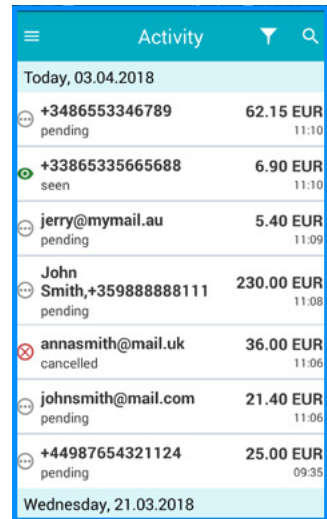 Activity
Today, 03.04.2018
+3486553346789 62.15 EUR
pending 11:10
+33865335665688 6.90 EUR
seen 11:10
jerry@mymail.au 5.40 EUR
pending 11:09
John
Smith,+359888888111 230.00 EUR
pending 11:08
annasmith@mail.uk 36.00 EUR
cancelled 11:06
johnsmith@mail.com 21.40 EUR
pending 11:06
+44987654321124 25.00 EUR
pending 09:35
Wednesday, 21.03.2018